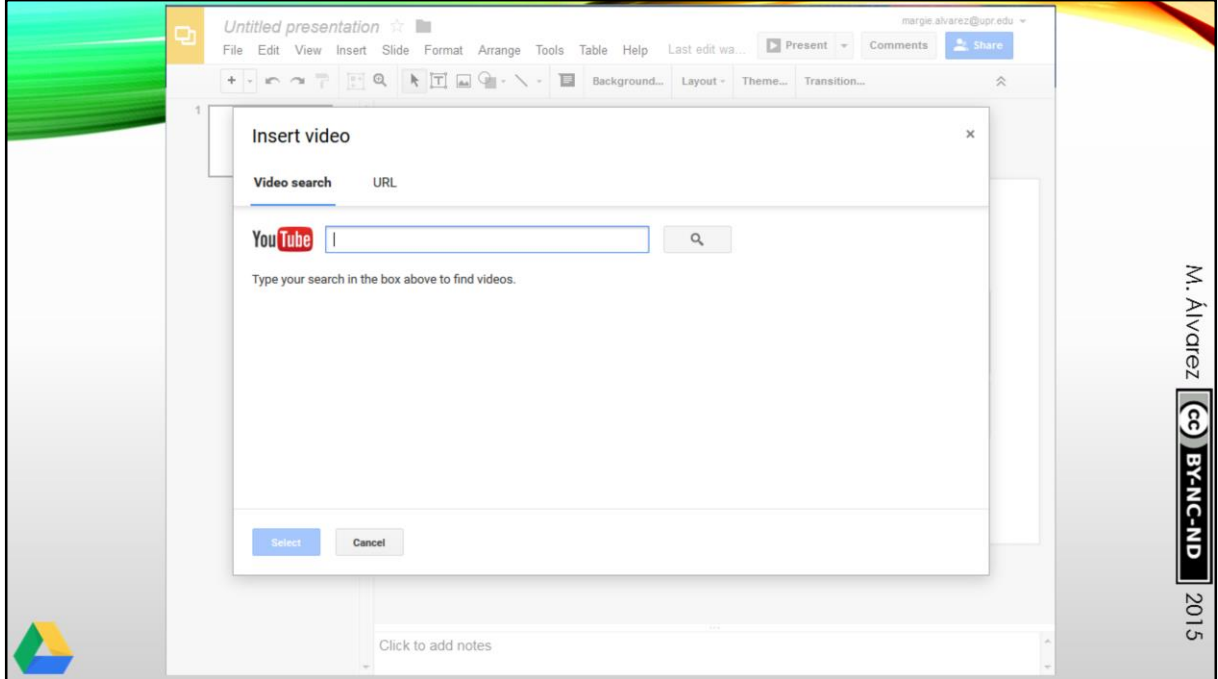 Untitled presentation
margie.alvarez@upr.edu
File Edit View Insert Slide Format Arrange Tools Table Help Last edit wa... Present Comments Share
Background... Layout Theme... Transition...
1
Insert video
×
Video search URL
YouTube
Type your search in the box above to find videos.
Select Cancel
Click to add notes
M. Álvarez cc BY-NC-ND 2015